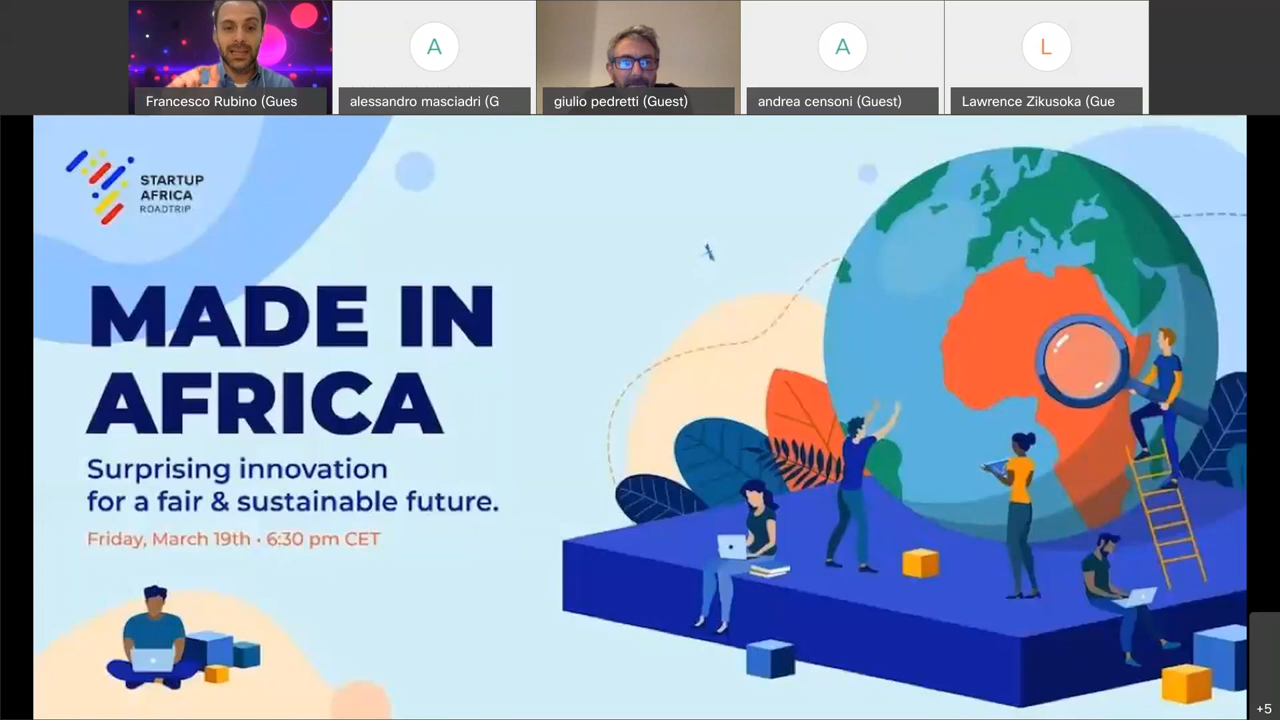 A
A
L
Francesco Rubino (Gues
alessandro masciadri (G
giulio pedretti (Guest)
andrea censoni (Guest)
Lawrence Zikusoka (Gue
STARTUP
AFRICA
ROADTRIP
MADE IN
AFRICA
Surprising innovation
for a fair & sustainable future.
Friday, March 19th • 6:30 pm CET
+5